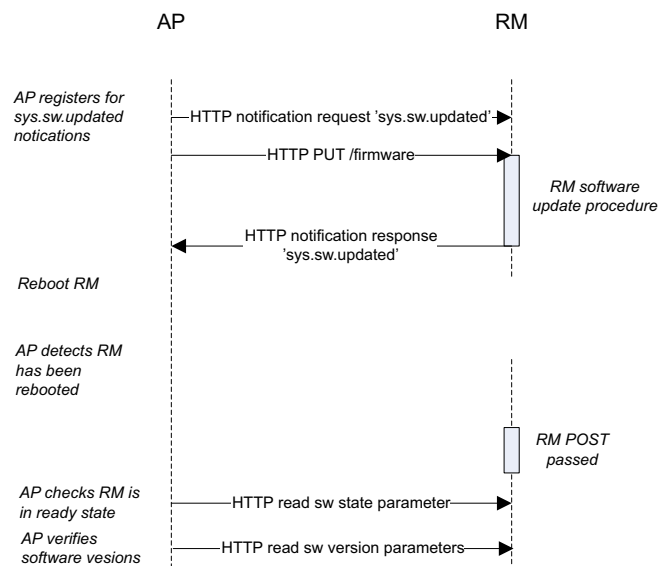 AP
RM
AP registers for
sys.sw.updated
notications
HTTP notification request 'sys.sw.updated'
HTTP PUT /firmware
RM software
update procedure
HTTP notification response
'sys.sw.updated'
Reboot RM
AP detects RM
has been
rebooted
RM POST
passed
AP checks RM is
in ready state
HTTP read sw state parameter
AP verifies
software vesions
HTTP read sw version parameters